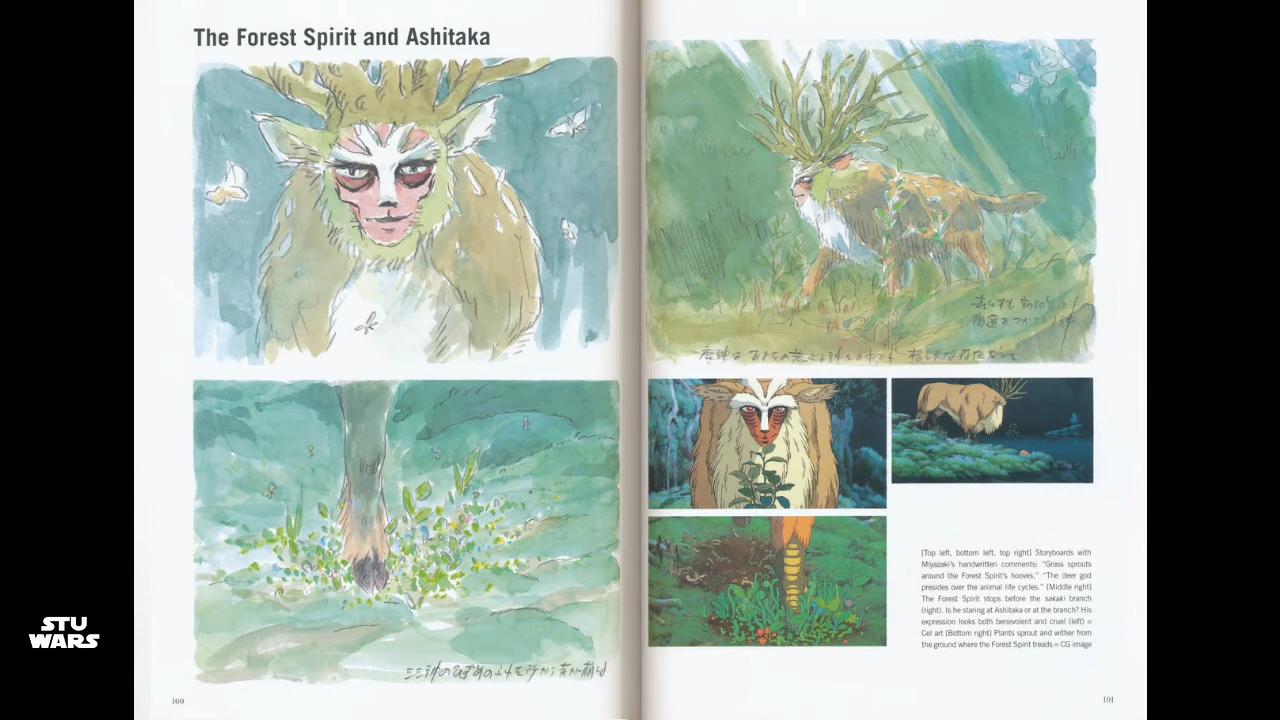 The Forest Spirit and Ashitaka
[Top left, bottom left, top right] Storyboards with
Miyazaki's handwritten comments: "Grass sprouts
around the Forest Spirit's hooves," "The deer god
presides over the animal life cycles." [Middle right]
The Forest Spirit stops before the sakaki branch
(right). Is he staring at Ashitaka or at the branch? His
expression looks both benevolent and cruel (left) =
Cel art [Bottom right] Plants sprout and wither from
the ground where the Forest Spirit treads = CG image
100
101
STU
WARS